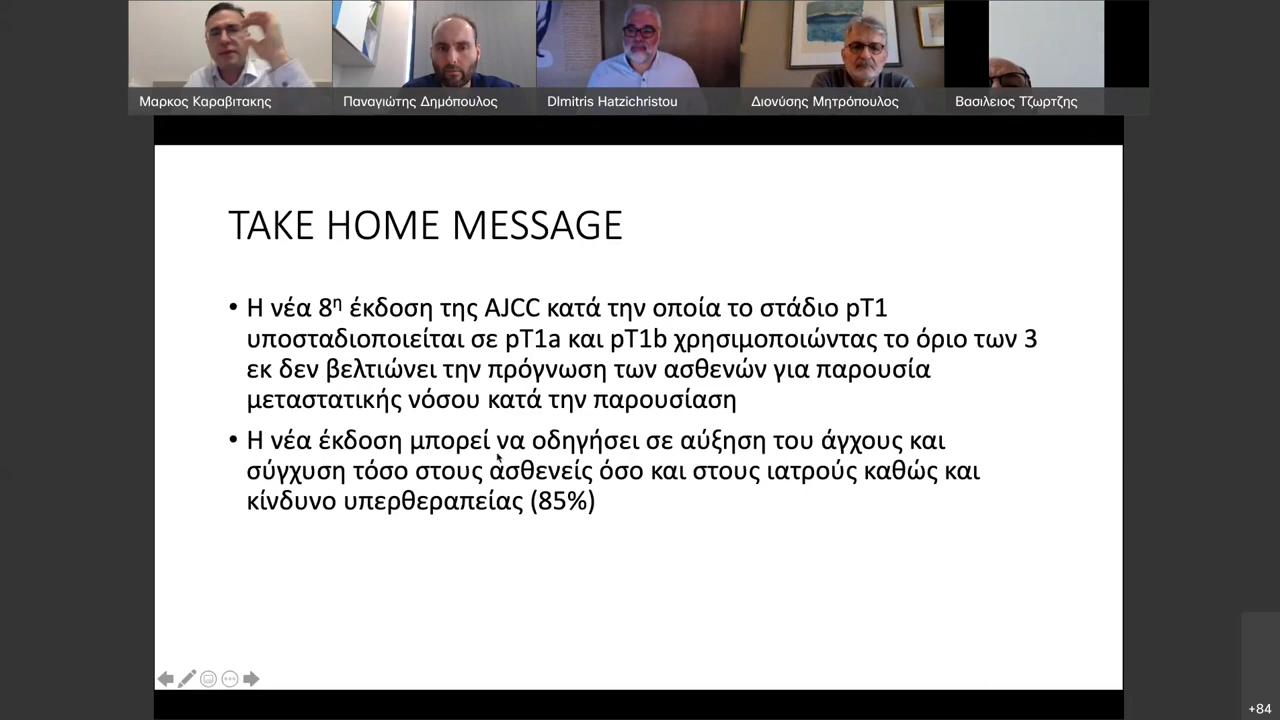 Μαρκος Καραβιτακης
Παναγιώτης Δημόπουλος
DImitris Hatzichristou
Διονύσης Μητρόπουλος
Βασιλειος Τζωρτζης
TAKE HOME MESSAGE
• Η νέα 8η έκδοση της AJCC κατά την οποία το στάδιο pT1
υποσταδιοποιείται σε pT1a και pT1b χρησιμοποιώντας το όριο των 3
εκ δεν βελτιώνει την πρόγνωση των ασθενών για παρουσία
μεταστατικής νόσου κατά την παρουσίαση
• Η νέα έκδοση μπορεί να οδηγήσει σε αύξηση του άγχους και
σύγχυση τόσο στους ασθενείς όσο και στους ιατρούς καθώς και
κίνδυνο υπερθεραπείας (85%)
+84